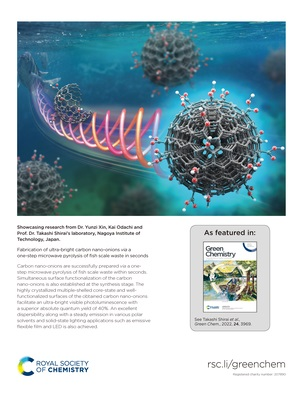 Showcasing research from Dr. Yunzi Xin, Kai Odachi and
Prof. Dr. Takashi Shirai's laboratory, Nagoya Institute of
Technology, Japan.
Fabrication of ultra-bright carbon nano-onions via a
one-step microwave pyrolysis of fish scale waste in seconds
Carbon nano-onions are successfully prepared via a one-
step microwave pyrolysis of fish scale waste within seconds.
Simultaneous surface functionalization of the carbon
nano-onions is also established at the synthesis stage. The
highly crystallized multiple-shelled core-state and well-
functionalized surfaces of the obtained carbon nano-onions
facilitate an ultra-bright visible photoluminescence with
a superior absolute quantum yield of 40%. An excellent
dispersibility along with a steady emission in various polar
solvents and solid-state lighting applications such as emissive
flexible film and LED is also achieved.
As featured in:
Green
Chemistry
See Takashi Shirai et al.,
Green Chem., 2022, 24, 3969.
ROYAL SOCIETY
OF CHEMISTRY
rsc.li/greenchem
Registered charity number: 207890